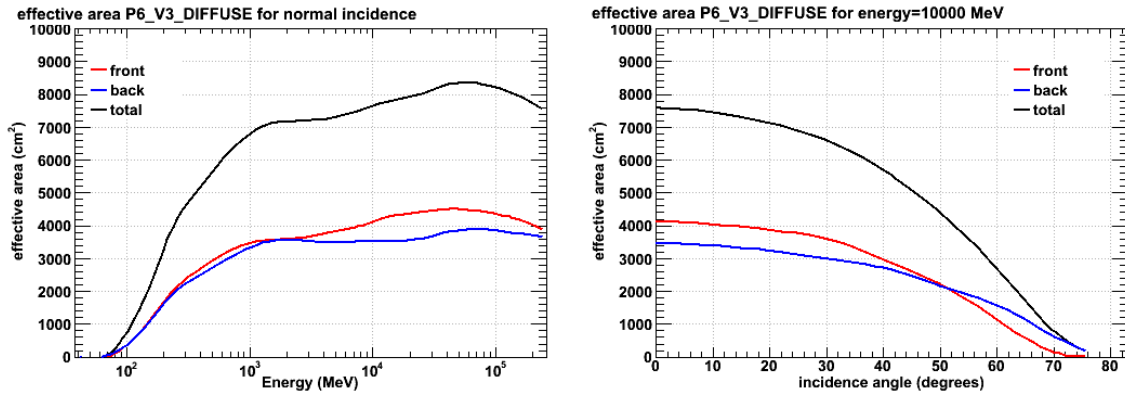 effective area P6_V3_DIFFUSE for normal incidence
effective area (cm²)
10000
9000
8000
7000
6000
5000
4000
3000
2000
1000
0
front
back
total
10²
10³
10⁴
10⁵
Energy (MeV)
effective area P6_V3_DIFFUSE for energy=10000 MeV
effective area (cm²)
10000
9000
8000
7000
6000
5000
4000
3000
2000
1000
0
front
back
total
0 10 20 30 40 50 60 70 80
incidence angle (degrees)